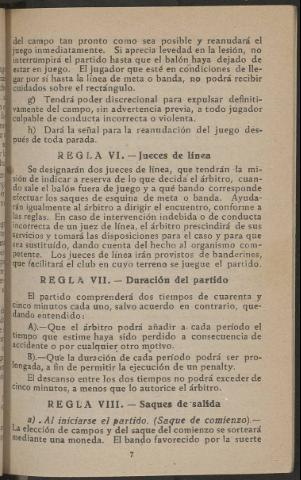 del campo tan pronto como sea posible y reanudará el
juego inmediatamente. Si aprecia levedad en la lesión, no
interrumpirá el partido hasta que el balón haya dejado de
estar en juego. El jugador que esté en condiciones de lle-
gar por sí hasta la línea de meta o banda, no podrá recibir
cuidados sobre el rectángulo.
g) Tendrá poder discrecional para expulsar definiti-
vamente del campo, sin advertencia previa, a todo jugador
culpable de conducta incorrecta o violenta.
h) Dará la señal para la reanudación del juego des-
pués de toda parada.
REGLA VI. — Jueces de línea
Se designarán dos jueces de línea, que tendrán la mi-
sión de indicar a reserva de lo que decida el árbitro, cuan-
do sale el balón fuera de juego y a qué bando corresponde
efectuar los saques de esquina de meta o banda. Ayuda-
rán igualmente al árbitro a dirigir el encuentro, conforme a
las reglas. En caso de intervención indebida o de conducta
incorrecta de un juez de línea, el árbitro prescindirá de sus
servicios y tomará las disposiciones para el caso y para que
sea sustituído, dando cuenta del hecho al organismo com-
petente. Los jueces de línea irán provistos de banderines,
que facilitará el club en cuyo terreno se juegue el partido.
REGLA VII. — Duración del partido
El partido comprenderá dos tiempos de cuarenta y
cinco minutos cada uno, salvo acuerdo en contrario, que-
dando entendido:
A).—Que el árbitro podrá añadir a cada período el
tiempo que estime haya sido perdido a consecuencia de
accidente o por cualquier otro motivo.
B).—Que la duración de cada período podrá ser pro-
longada, a fin de permitir la ejecución de un penalty.
El descanso entre los dos tiempos no podrá exceder de
cinco minutos, a menos que lo autorice el árbitro.
REGLA VIII. — Saques de salida
a) . Al iniciarse el partido. (Saque de comienzo).—
La elección de campos y del saque del comienzo se sorteará
mediante una moneda. El bando favorecido por la suerte
7